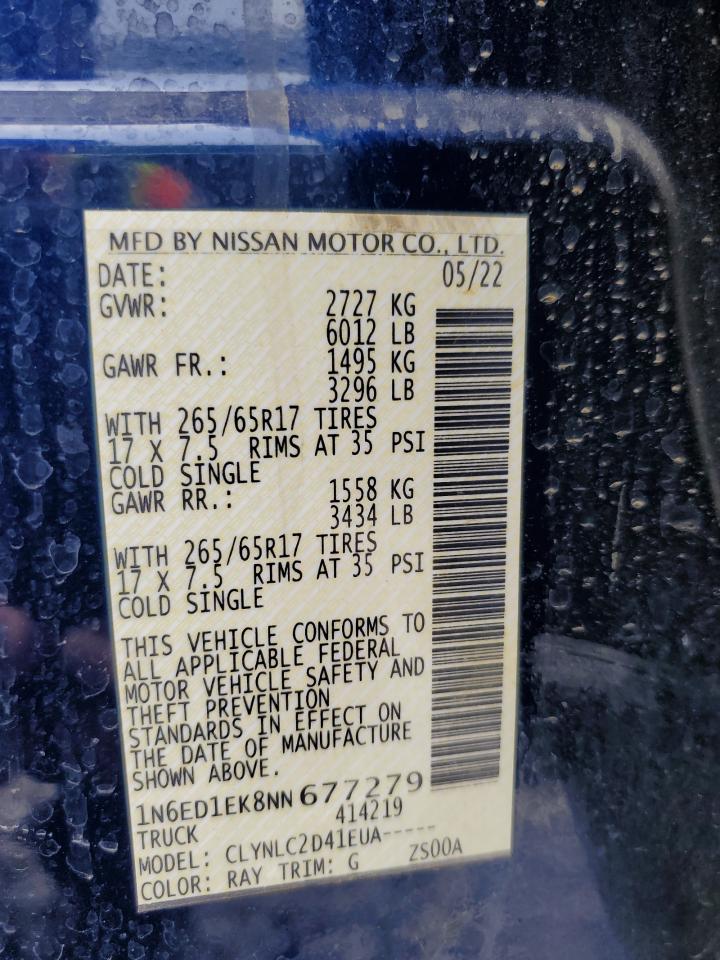 MFD BY NISSAN MOTOR CO., LTD.
DATE: 05/22
GVWR: 2727 KG
6012 LB
GAWR FR.: 1495 KG
3296 LB
WITH 265/65R17 TIRES
17 X 7.5 RIMS AT 35 PSI
COLD SINGLE
GAWR RR.: 1558 KG
3434 LB
WITH 265/65R17 TIRES
17 X 7.5 RIMS AT 35 PSI
COLD SINGLE
THIS VEHICLE CONFORMS TO
ALL APPLICABLE FEDERAL
MOTOR VEHICLE SAFETY AND
THEFT PREVENTION
STANDARDS IN EFFECT ON
THE DATE OF MANUFACTURE
SHOWN ABOVE.
1N6ED1EK8NN677279
TRUCK 414219
MODEL: CLYNLC2D41EUA-----
COLOR: RAY TRIM: G ZS00A